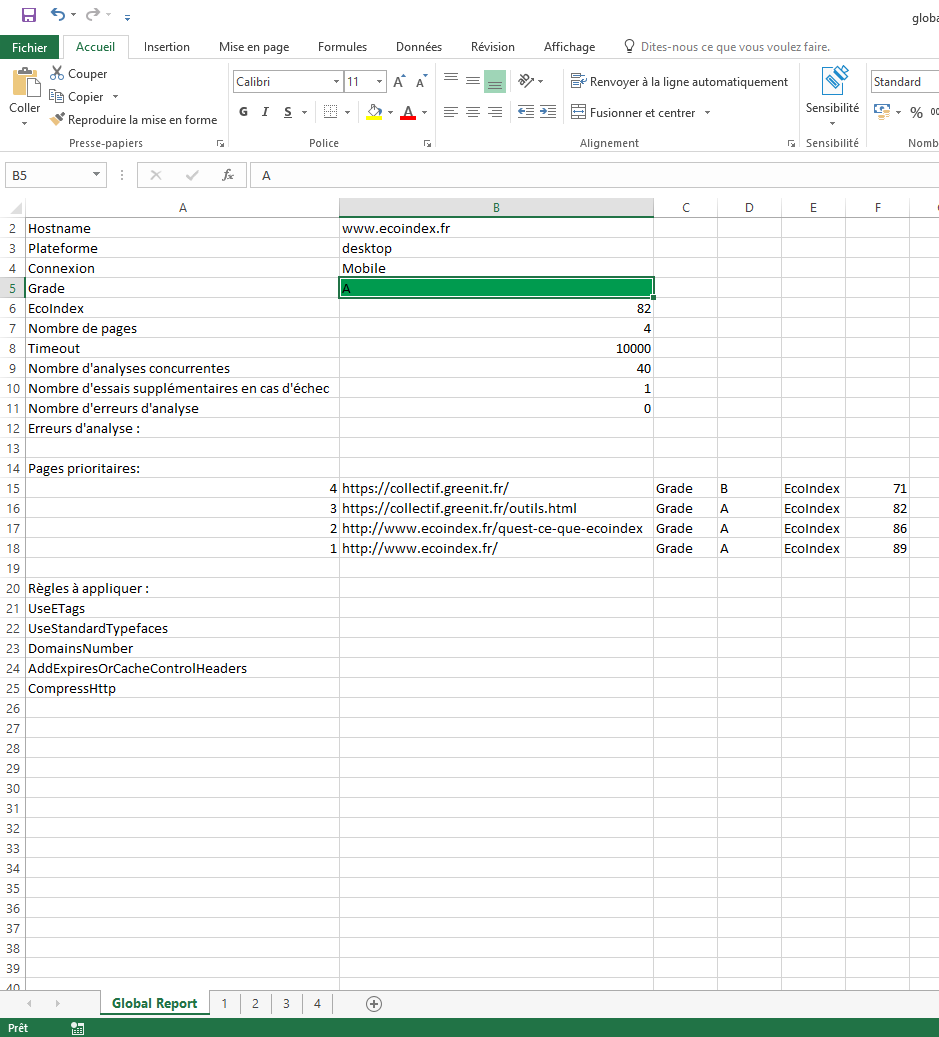 globa
Fichier Accueil Insertion Mise en page Formules Données Révision Affichage Dites-nous ce que vous voulez faire.
Coller
Couper
Copier
Reproduire la mise en forme
Presse-papiers
Calibri 11
G I S
Police
Renvoyer à la ligne automatiquement
Fusionner et centrer
Alignement
Sensibilité
Sensibilité
Standard
% 00
Nomb
B5 fx A
A B C D E F
2 Hostname www.ecoindex.fr
3 Plateforme desktop
4 Connexion Mobile
5 Grade A
6 EcoIndex 82
7 Nombre de pages 4
8 Timeout 10000
9 Nombre d'analyses concurrentes 40
10 Nombre d'essais supplémentaires en cas d'échec 1
11 Nombre d'erreurs d'analyse 0
12 Erreurs d'analyse :
13
14 Pages prioritaires:
15 4 https://collectif.greenit.fr/ Grade B EcoIndex 71
16 3 https://collectif.greenit.fr/outils.html Grade A EcoIndex 82
17 2 http://www.ecoindex.fr/quest-ce-que-ecoindex Grade A EcoIndex 86
18 1 http://www.ecoindex.fr/ Grade A EcoIndex 89
19
20 Règles à appliquer :
21 UseETags
22 UseStandardTypefaces
23 DomainsNumber
24 AddExpiresOrCacheControlHeaders
25 CompressHttp
26
27
28
29
30
31
32
33
34
35
36
37
38
39
40
Global Report 1 2 3 4
Prêt